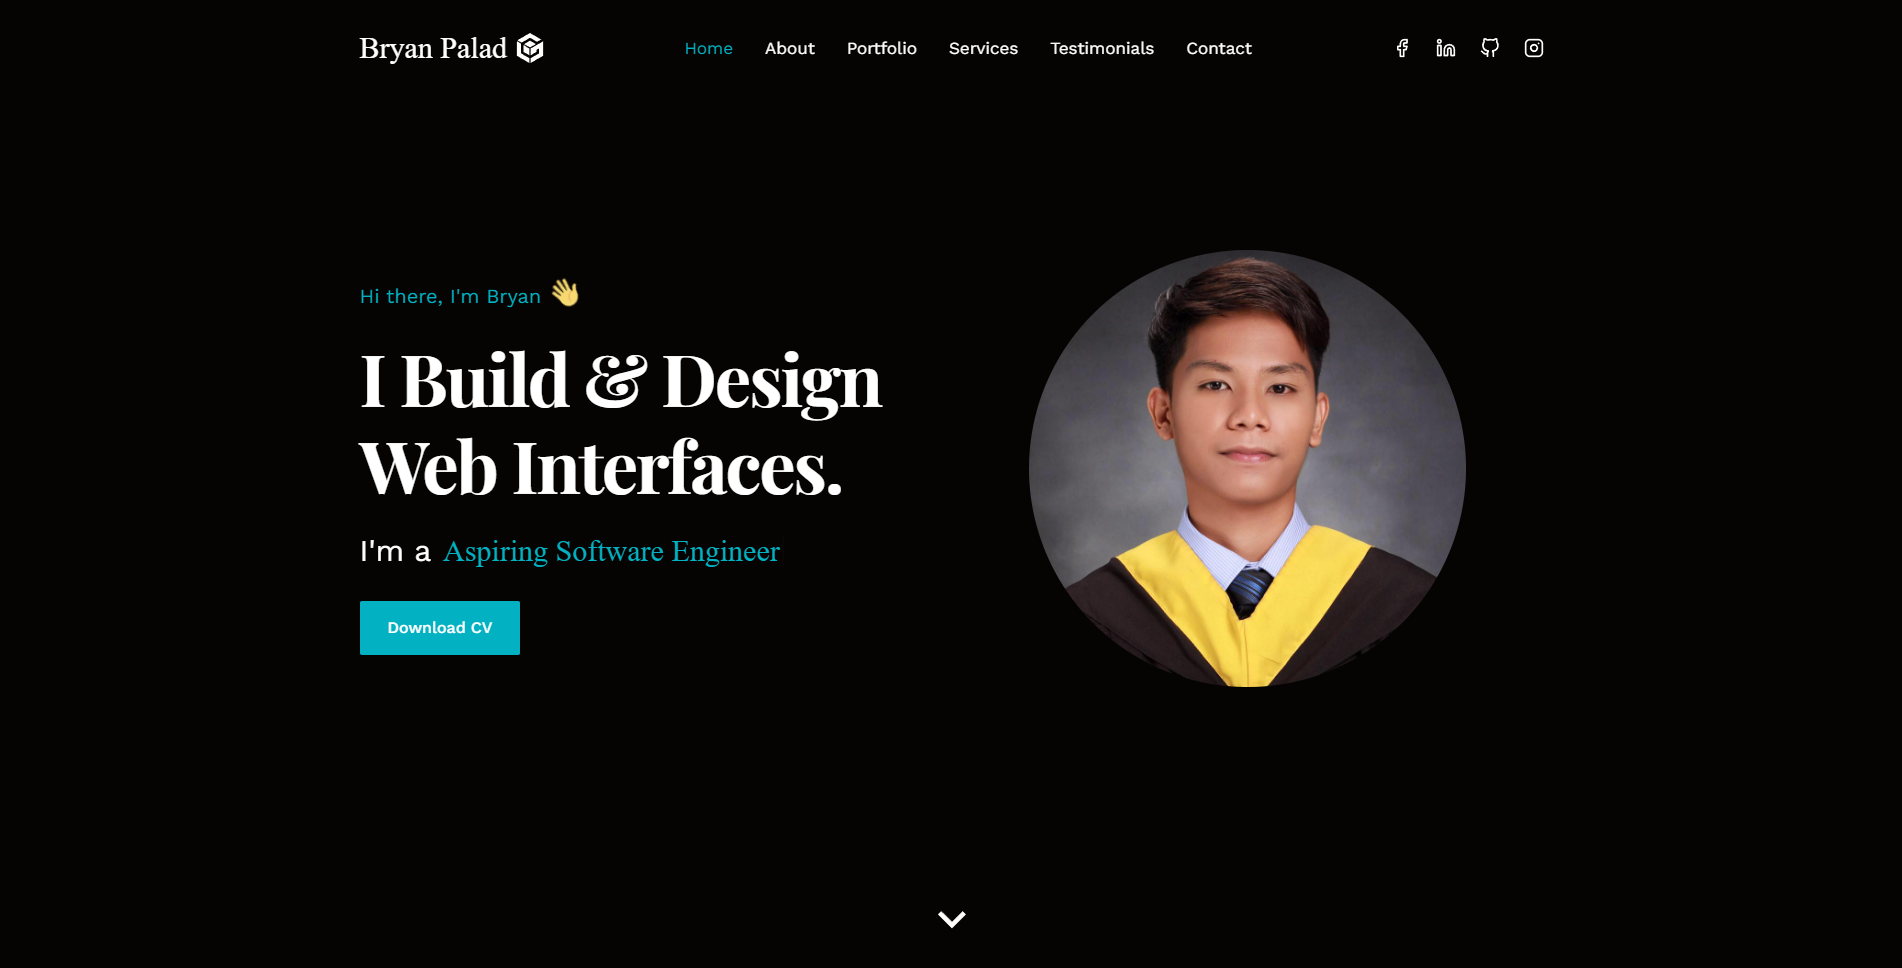 Bryan Palad
Home About Portfolio Services Testimonials Contact
Hi there, I'm Bryan 👋
I Build & Design
Web Interfaces.
I'm a Aspiring Software Engineer
Download CV